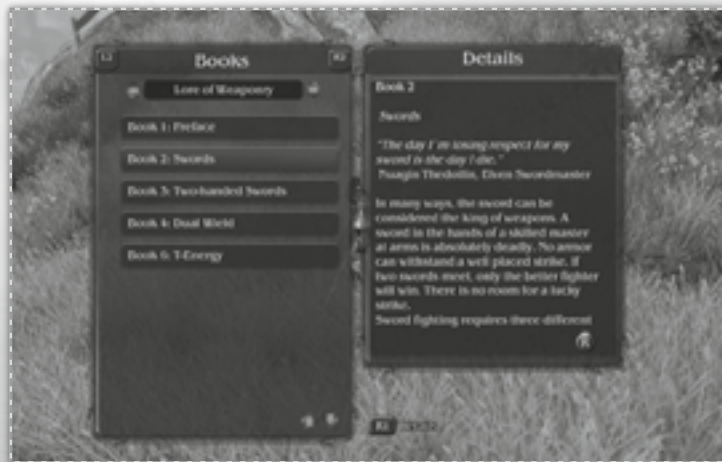 Books
Lore of Weaponry
Book 1: Preface
Book 2: Swords
Book 3: Two-handed Swords
Book 4: Dual Wield
Book 5: T-Energy
Details
Book 2
Swords
"The day I'm losing respect for my
sword is the day I die."
Elven Swordmaster
In many ways, the sword can be
considered the king of weapons. A
sword in the hands of a skilled master
at arms is absolutely deadly. No armor
can withstand a well placed strike. If
two swords meet, only the better fighter
will win. There is no room for a lucky
strike.
Sword fighting requires three different